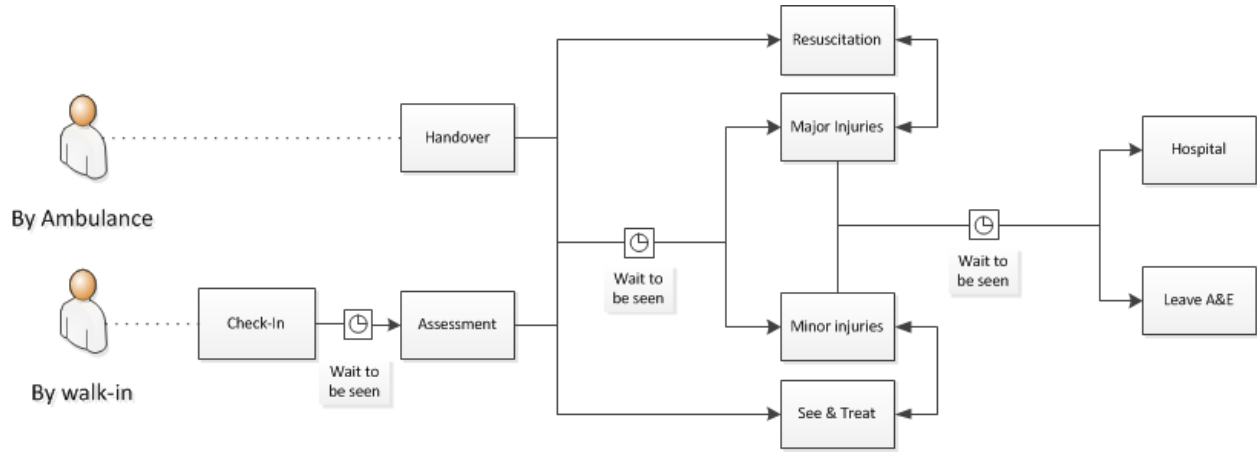 Resuscitation
Handover
Major Injuries
Hospital
By Ambulance
Wait to
be seen
Wait to
be seen
Check-In
Assessment
Minor injuries
Leave A&E
Wait to
be seen
By walk-in
See & Treat